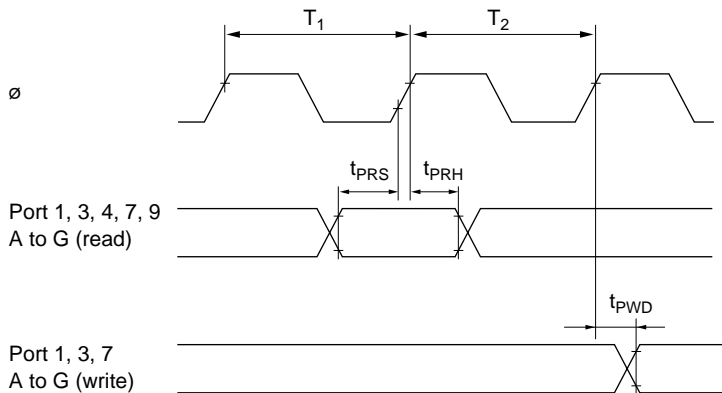 T1 T2
ø
tPRS tPRH
Port 1, 3, 4, 7, 9
A to G (read)
tPWD
Port 1, 3, 7
A to G (write)